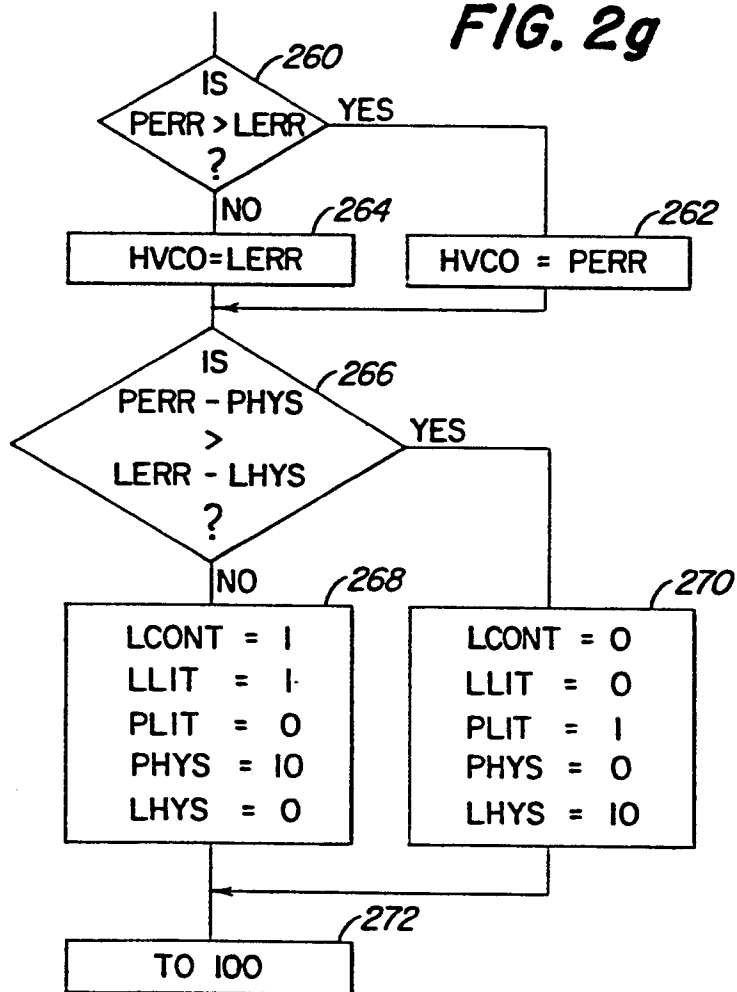 FIG. 2g
260
IS
PERR > LERR
?
YES
NO
264
HVCO=LERR
262
HVCO = PERR
IS
266
PERR - PHYS
>
LERR - LHYS
?
YES
NO
268
LCONT = 1
LLIT = 1
PLIT = 0
PHYS = 10
LHYS = 0
270
LCONT = 0
LLIT = 0
PLIT = 1
PHYS = 0
LHYS = 10
272
TO 100